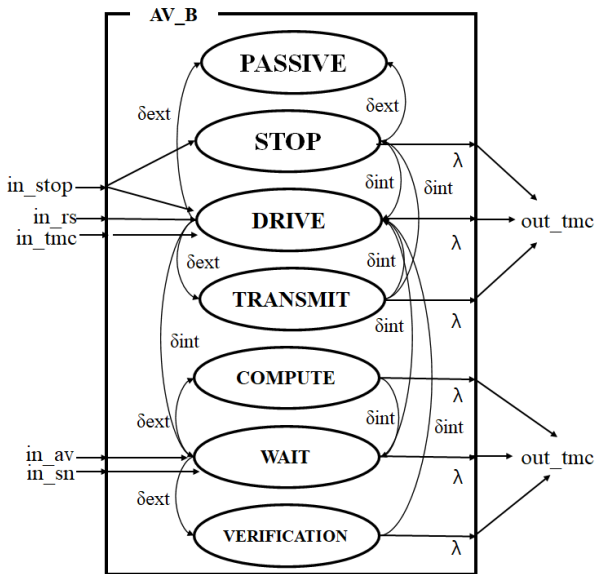 AV_B
PASSIVE
δext
δext
STOP
λ
in_stop
δint
δint
in_rs
DRIVE
out_tmc
in_tmc
λ
δext
δint
TRANSMIT
δint
λ
δint
COMPUTE
λ
δext
δint
δint
in_av
WAIT
out_tmc
in_sn
λ
δext
VERIFICATION
λ